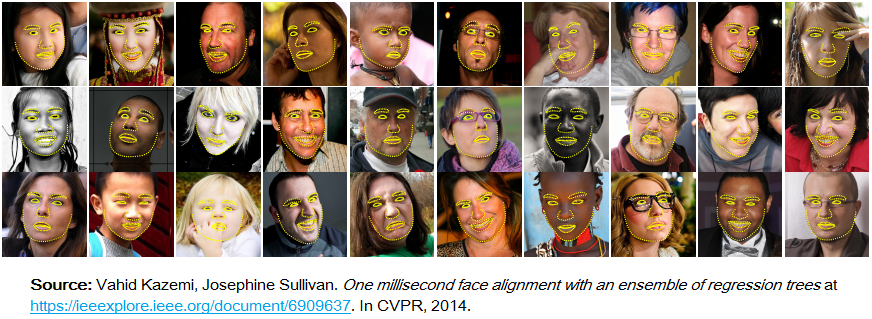 Source: Vahid Kazemi, Josephine Sullivan. One millisecond face alignment with an ensemble of regression trees at
https://ieeexplore.ieee.org/document/6909637. In CVPR, 2014.